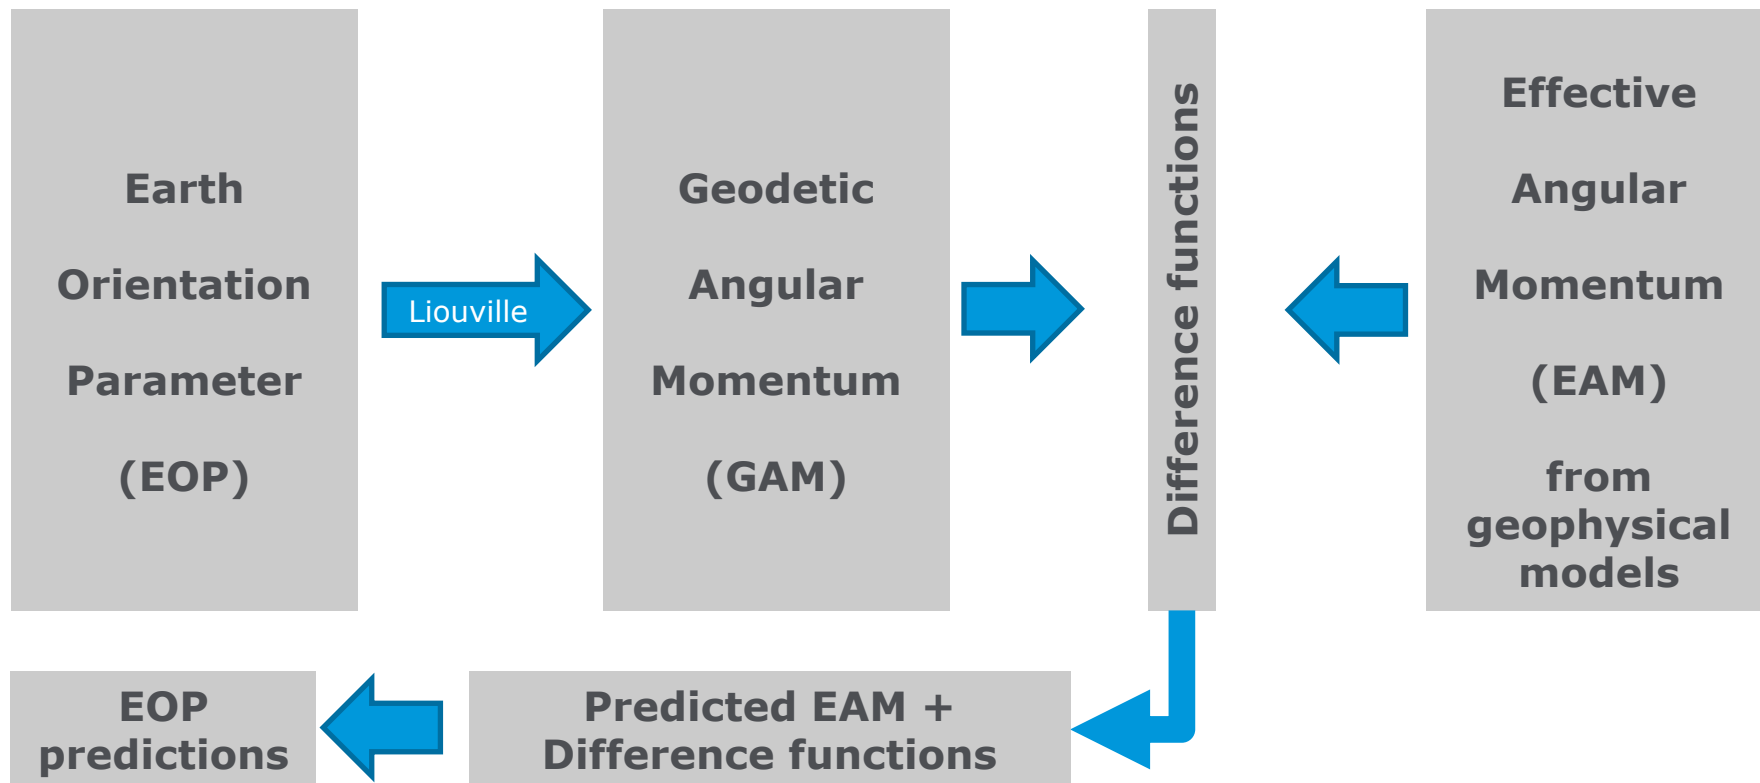 Earth
Orientation
Parameter
(EOP)
Liouville
Geodetic
Angular
Momentum
(GAM)
Difference functions
Effective
Angular
Momentum
(EAM)
from
geophysical
models
EOP
predictions
Predicted EAM +
Difference functions